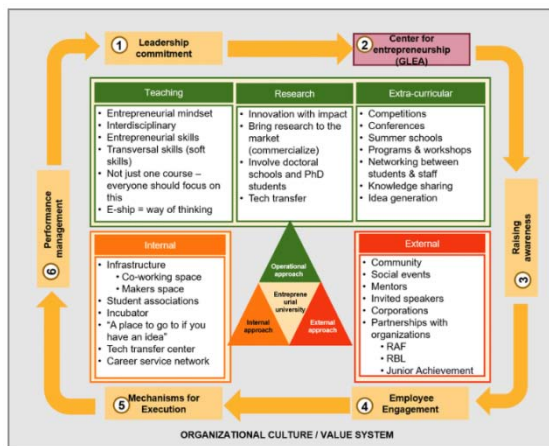 1
Leadership
commitment
2
Center for
entrepreneurship
(GLEA)
Teaching
• Entrepreneurial mindset
• Interdisciplinary
• Entrepreneurial skills
• Transversal skills (soft
skills)
• Not just one course –
everyone should focus on
this
• E-ship = way of thinking
Research
• Innovation with impact
• Bring research to the
market
(commercialize)
• Involve doctoral
schools and PhD
students
• Tech transfer
Extra-curricular
• Competitions
• Conferences
• Summer schools
• Programs & workshops
• Networking between
students & staff
• Knowledge sharing
• Idea generation
Raising
awareness
3
Performance
management
6
Internal
• Infrastructure
• Co-working space
• Makers space
• Student associations
• Incubator
• "A place to go to if you
have an idea"
• Tech transfer center
• Career service network
Operational
approach
Entreprene
urial
university
Internal
approach
External
approach
External
• Community
• Social events
• Mentors
• Invited speakers
• Corporations
• Partnerships with
organizations
• RAF
• RBL
• Junior Achievement
5
Mechanisms for
Execution
4
Employee
Engagement
ORGANIZATIONAL CULTURE / VALUE SYSTEM